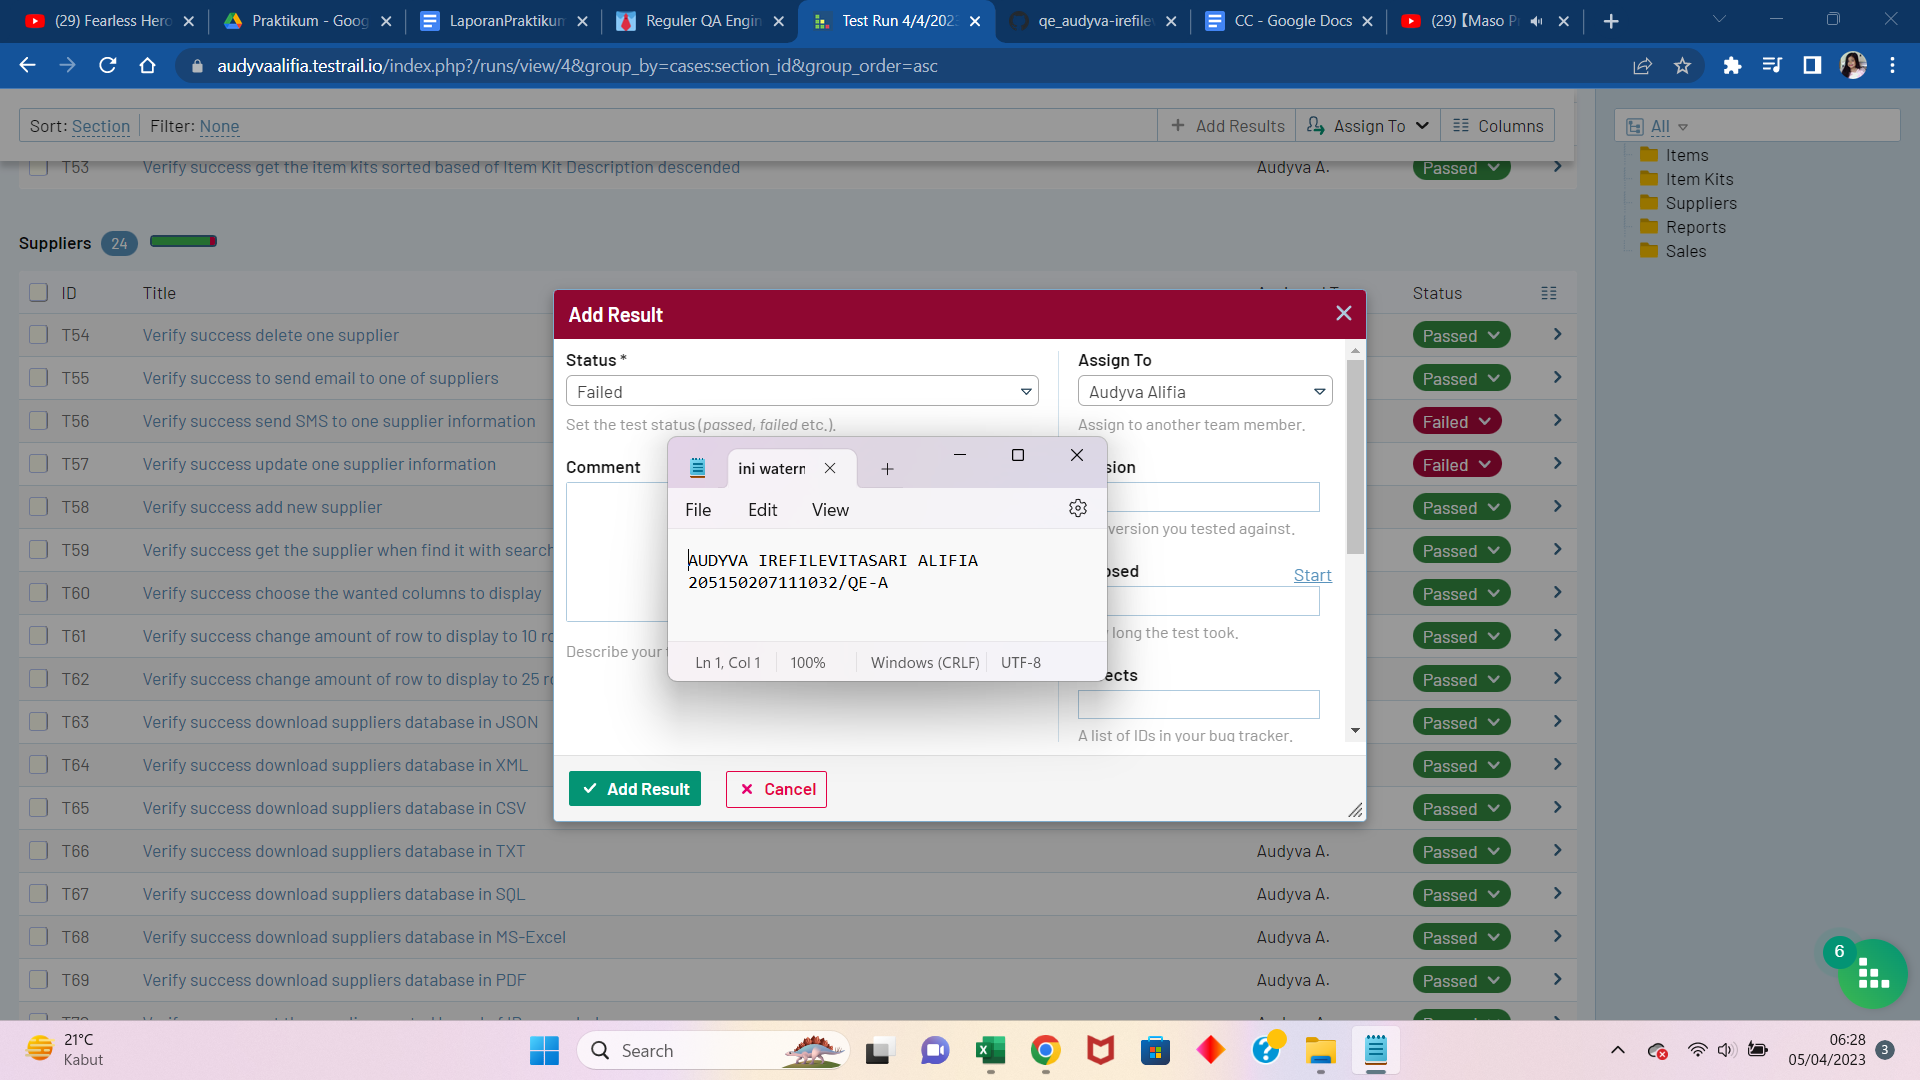 (29) Fearless Hero
Praktikum - Goog
LaporanPraktikum
Reguler QA Engin
Test Run 4/4/2023
qe_audyva-irefilev
CC - Google Docs
(29) 【Maso P
audyvaalifia.testrail.io/index.php?/runs/view/4&group_by=cases:section_id&group_order=asc
Sort: Section Filter: None
+ Add Results Assign To Columns
All
Items
Item Kits
Suppliers
Reports
Sales
T53 Verify success get the item kits sorted based of Item Kit Description descended Audyva A. Passed
Suppliers 24
ID Title Status
T54 Verify success delete one supplier Passed
T55 Verify success to send email to one of suppliers Passed
T56 Verify success send SMS to one supplier information Failed
T57 Verify success update one supplier information Failed
T58 Verify success add new supplier Passed
T59 Verify success get the supplier when find it with search Passed
T60 Verify success choose the wanted columns to display Passed
T61 Verify success change amount of row to display to 10 ro Passed
T62 Verify success change amount of row to display to 25 ro Passed
T63 Verify success download suppliers database in JSON Passed
T64 Verify success download suppliers database in XML Passed
T65 Verify success download suppliers database in CSV Passed
T66 Verify success download suppliers database in TXT Audyva A. Passed
T67 Verify success download suppliers database in SQL Audyva A. Passed
T68 Verify success download suppliers database in MS-Excel Audyva A. Passed
T69 Verify success download suppliers database in PDF Audyva A. Passed
Add Result
Status *
Failed
Set the test status (passed, failed etc.).
Comment
Describe your
Assign To
Audyva Alifia
Assign to another team member.
sion
version you tested against.
psed
Start
long the test took.
ects
A list of IDs in your bug tracker.
Add Result
Cancel
ini waterm
File Edit View
AUDYVA IREFILEVITASARI ALIFIA
205150207111032/QE-A
Ln 1, Col 1 100% Windows (CRLF) UTF-8
6
21°C
Kabut
Search
06:28
05/04/2023
3